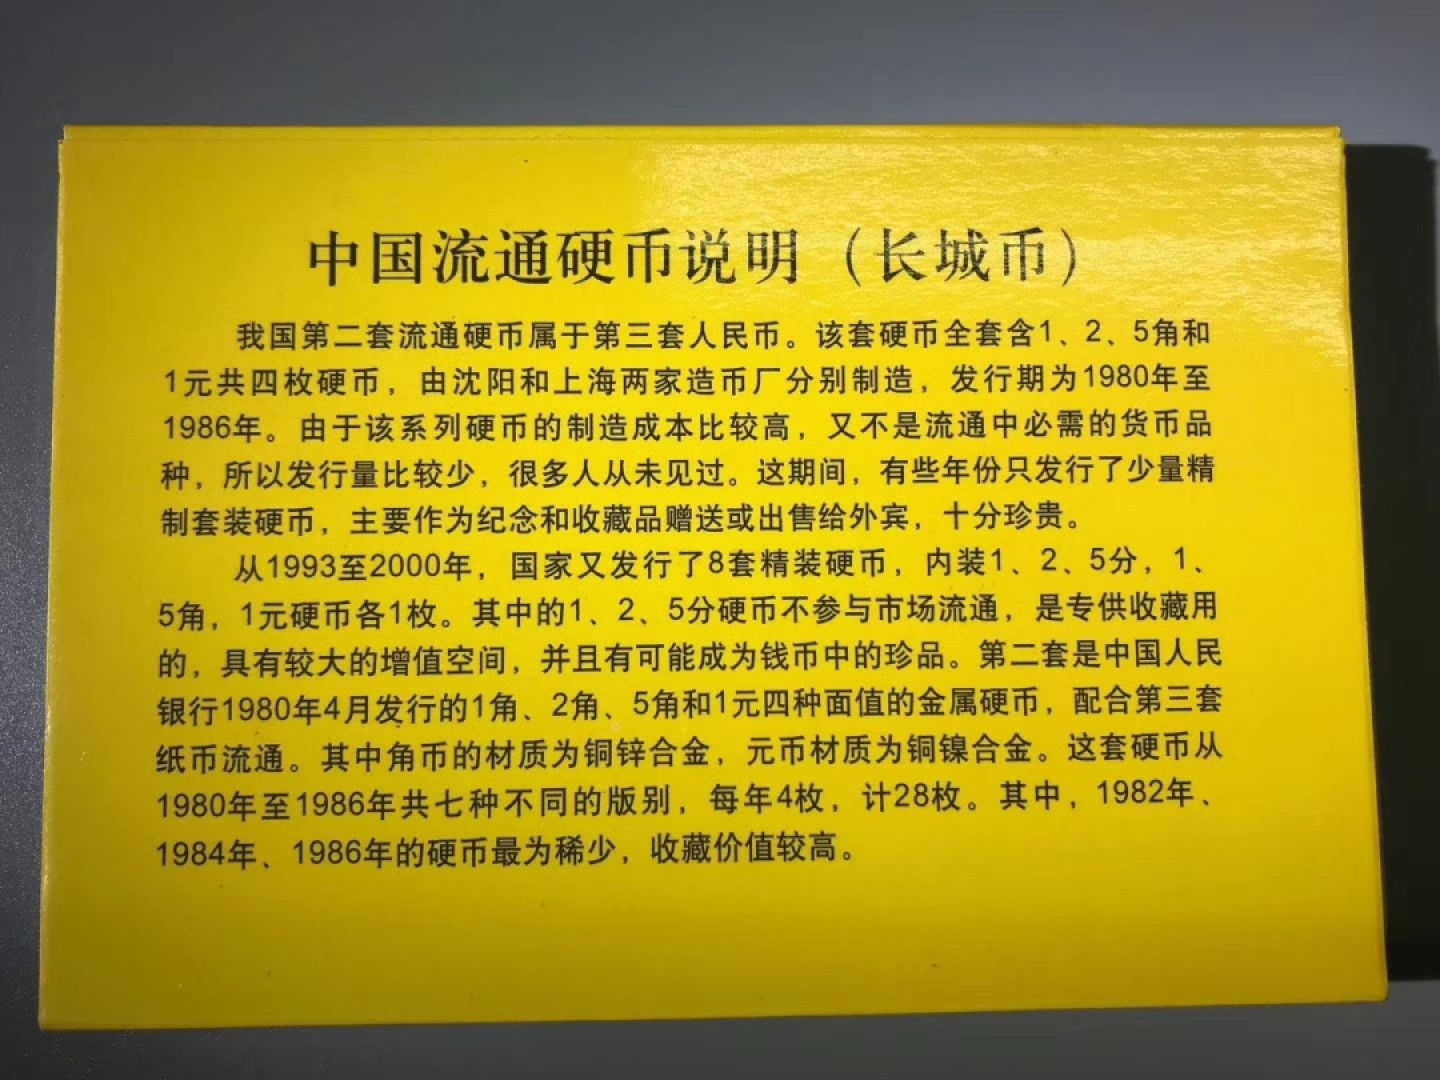 中国流通硬币说明（长城币）
我国第二套流通硬币属于第三套人民币。该套硬币全套含1、2、5角和
1元共四枚硬币，由沈阳和上海两家造币厂分别制造，发行期为1980年至
1986年。由于该系列硬币的制造成本比较高，又不是流通中必需的货币品
种，所以发行量比较少，很多人从未见过。这期间，有些年份只发行了少量精
制套装硬币，主要作为纪念和收藏品赠送或出售给外宾，十分珍贵。
从1993至2000年，国家又发行了8套精装硬币，内装1、2、5分，1、
5角，1元硬币各1枚。其中的1、2、5分硬币不参与市场流通，是专供收藏用
的，具有较大的增值空间，并且有可能成为钱币中的珍品。第二套是中国人民
银行1980年4月发行的1角、2角、5角和1元四种面值的金属硬币，配合第三套
纸币流通。其中角币的材质为铜锌合金，元币材质为铜镍合金。这套硬币从
1980年至1986年共七种不同的版别，每年4枚，计28枚。其中，1982年、
1984年、1986年的硬币最为稀少，收藏价值较高。